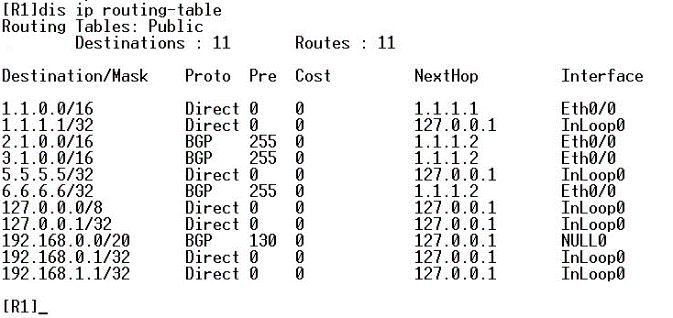 [R1]dis ip routing-table
Routing Tables: Public
Destinations : 11 Routes : 11
Destination/Mask Proto Pre Cost NextHop Interface
1.1.0.0/16 Direct 0 0 1.1.1.1 Eth0/0
1.1.1.1/32 Direct 0 0 127.0.0.1 InLoop0
2.1.0.0/16 BGP 255 0 1.1.1.2 Eth0/0
3.1.0.0/16 BGP 255 0 1.1.1.2 Eth0/0
5.5.5.5/32 Direct 0 0 127.0.0.1 InLoop0
6.6.6.6/32 BGP 255 0 1.1.1.2 Eth0/0
127.0.0.0/8 Direct 0 0 127.0.0.1 InLoop0
127.0.0.1/32 Direct 0 0 127.0.0.1 InLoop0
192.168.0.0/20 BGP 130 0 127.0.0.1 NULL0
192.168.0.1/32 Direct 0 0 127.0.0.1 InLoop0
192.168.1.1/32 Direct 0 0 127.0.0.1 InLoop0
[R1]_